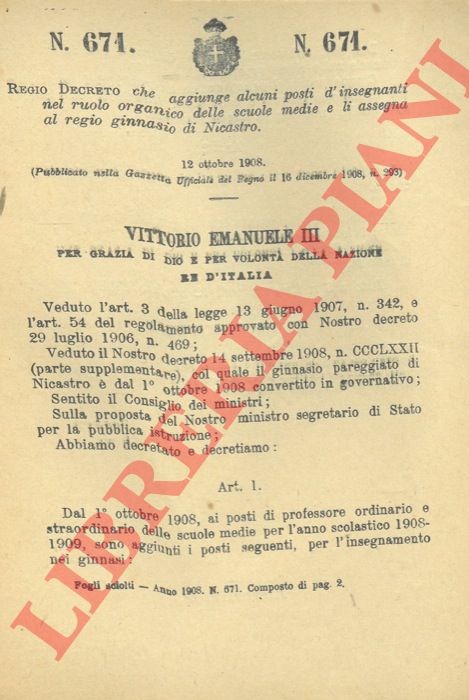 N. 671. N. 671.
REGIO DECRETO che aggiunge alcuni posti d'insegnanti
nel ruolo organico delle scuole medie e li assegna
al regio ginnasio di Nicastro.
12 ottobre 1908.
(Pubblicato nella Gazzetta Ufficiale del Regno il 16 dicembre 1908, n. 293)
VITTORIO EMANUELE III
PER GRAZIA DI DIO E PER VOLONTÀ DELLA NAZIONE
RE D'ITALIA
Veduto l'art. 3 della legge 13 giugno 1907, n. 342, e
l'art. 54 del regolamento approvato con Nostro decreto
29 luglio 1906, n. 469;
Veduto il Nostro decreto 14 settembre 1908, n. CCCLXXII
(parte supplementare), col quale il ginnasio pareggiato di
Nicastro è dal 1° ottobre 1908 convertito in governativo;
Sentito il Consiglio dei ministri;
Sulla proposta del Nostro ministro segretario di Stato
per la pubblica istruzione;
Abbiamo decretato e decretiamo:
Art. 1.
Dal 1° ottobre 1908, ai posti di professore ordinario e
straordinario delle scuole medie per l'anno scolastico 1908-
1909, sono aggiunti i posti seguenti, per l'insegnamento
nei ginnasi:
Fogli sciolti — Anno 1908. N. 671. Composto di pag. 2.
LIBRERIA PIANI